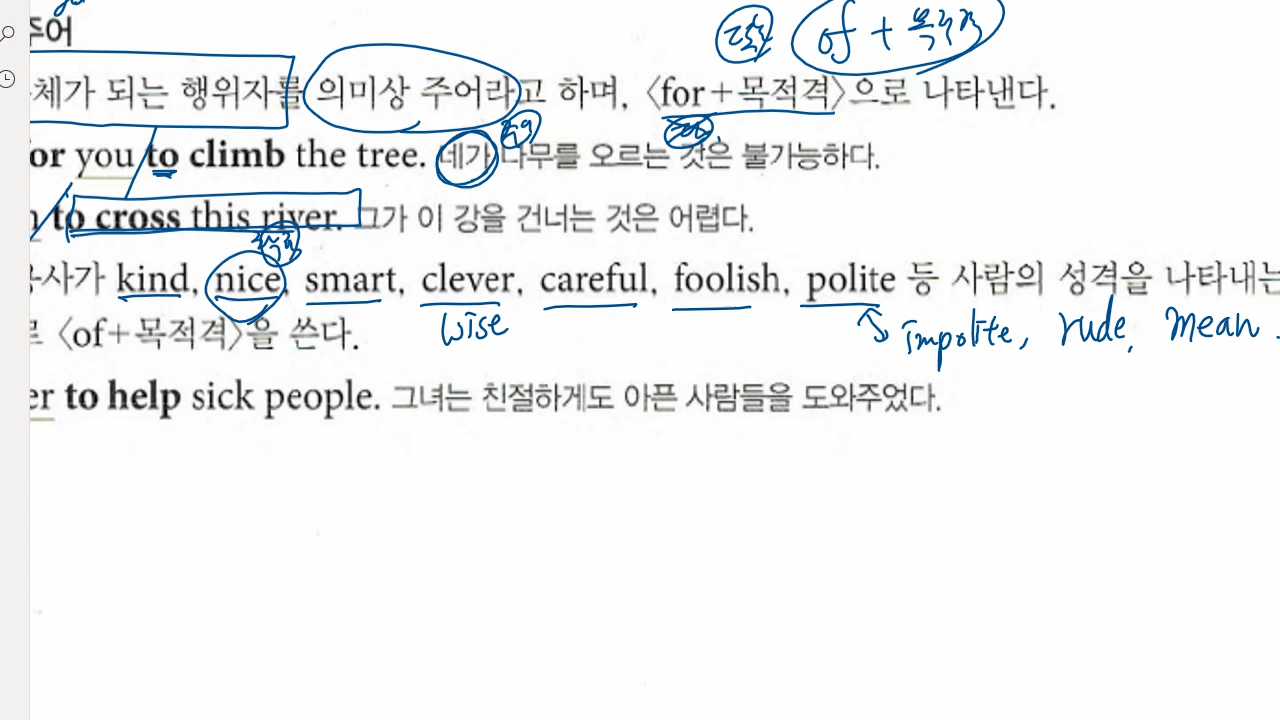 주어
of + 목적격
체가 되는 행위자를 의미상 주어라고 하며, 〈for+목적격〉으로 나타낸다.
or you to climb the tree. 네가 나무를 오르는 것은 불가능하다.
to cross this river. 그가 이 강을 건너는 것은 어렵다.
사가 kind, nice, smart, clever, careful, foolish, polite 등 사람의 성격을 나타내는
wise
impolite, rude, mean
로 〈of+목적격〉을 쓴다.
er to help sick people. 그녀는 친절하게도 아픈 사람들을 도와주었다.